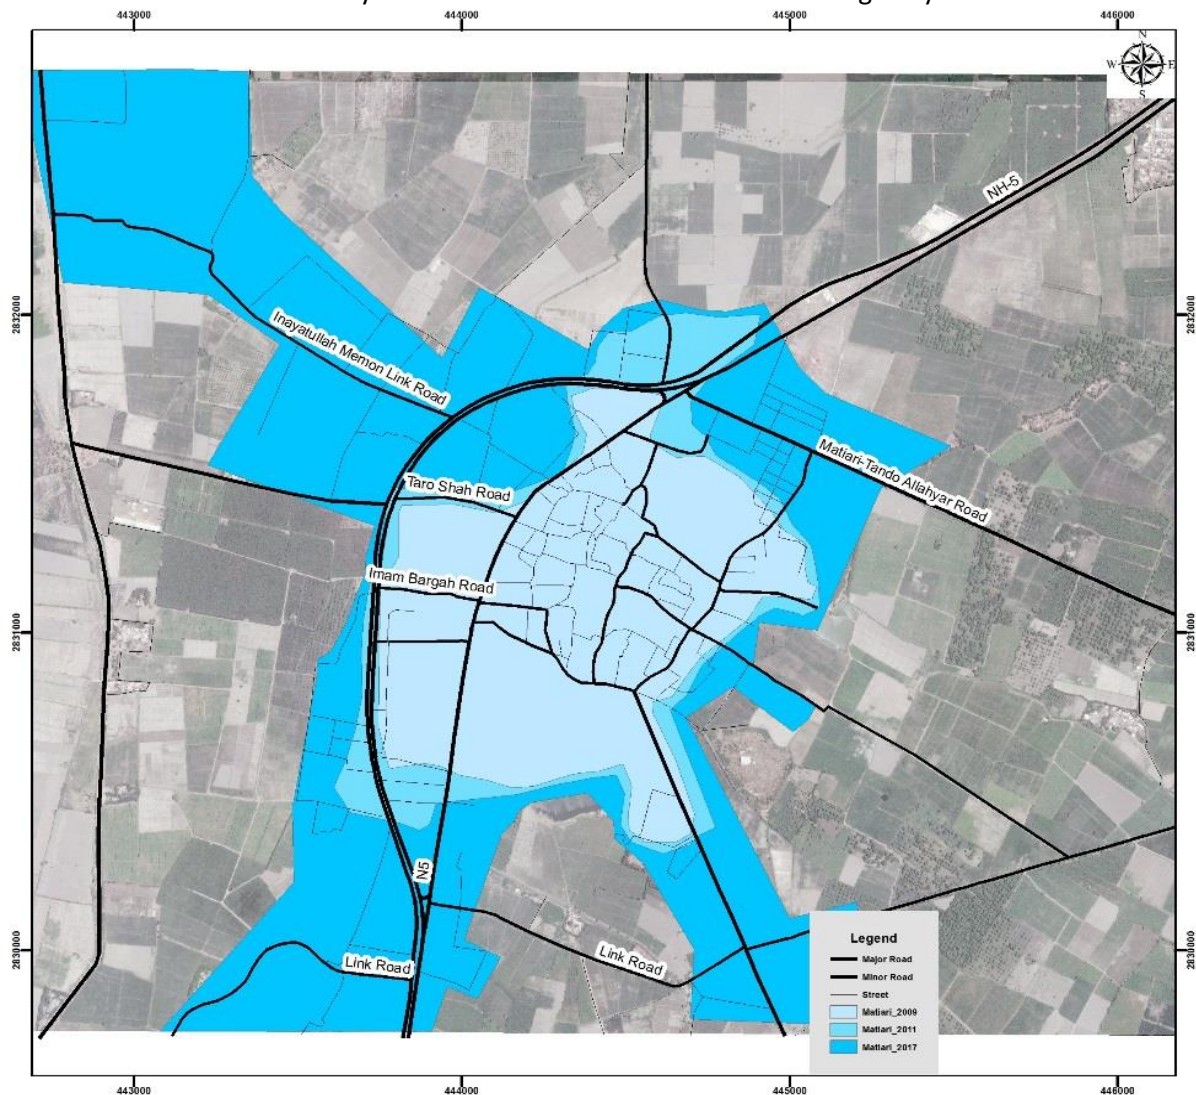 443000 444000 445000 446000
N
W E
S
NH-5
2832000 2832000
Inayatullah Memon Link Road
Matiari-Tando Allahyar Road
Taro Shah Road
Imam Bargah Road
2831000 2831000
N5
Link Road
Link Road
2830000 2830000
Legend
Major Road
Minor Road
Street
Matiari_2009
Matiari_2011
Matiari_2017
443000 444000 445000 446000